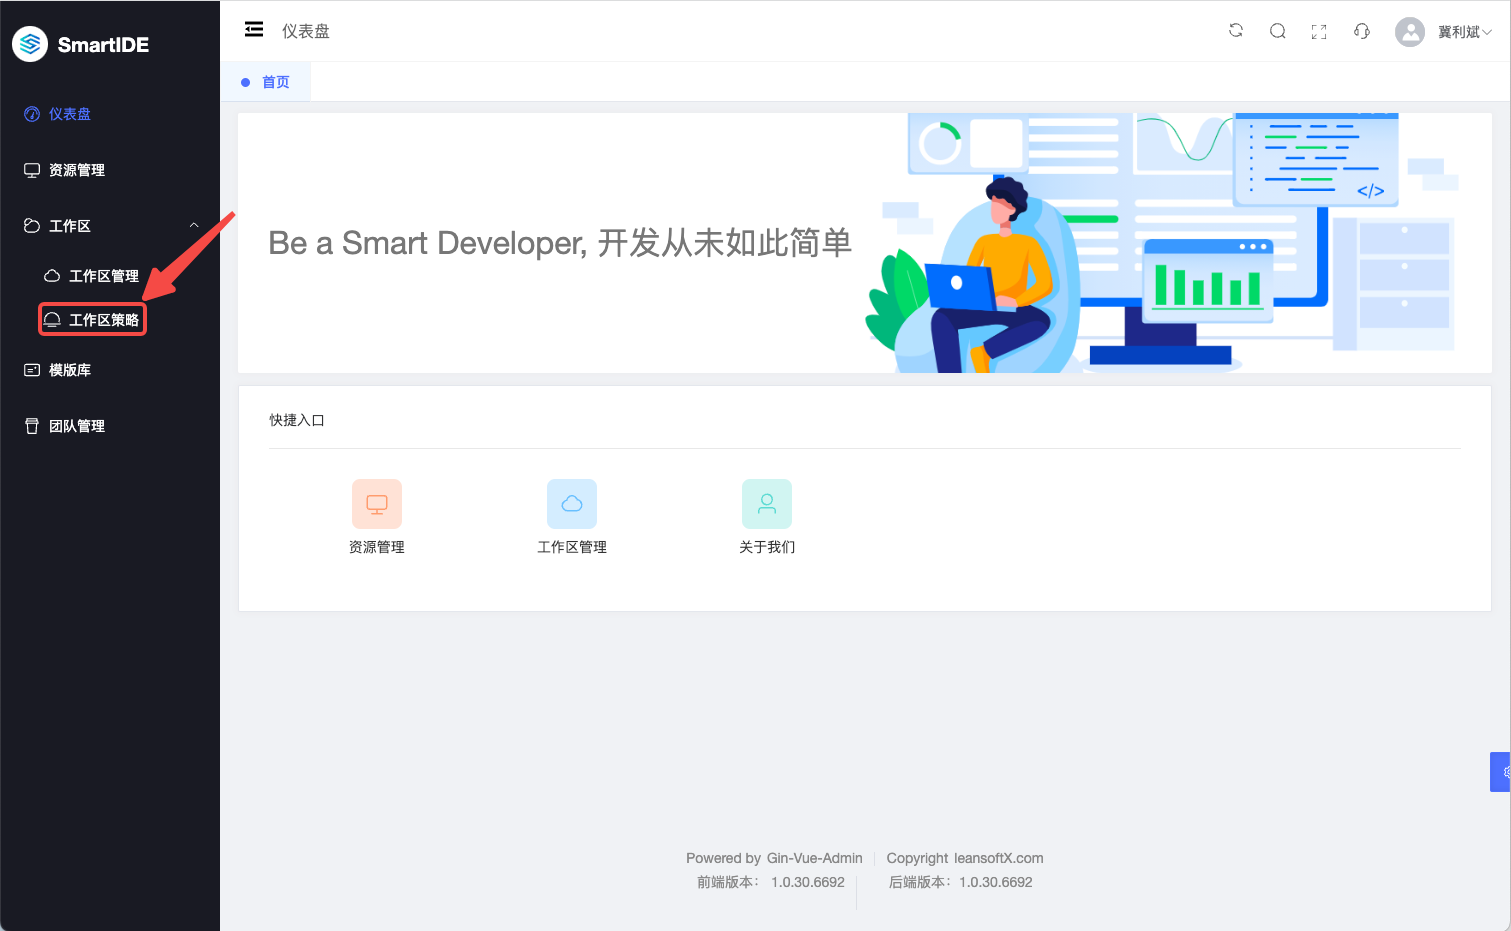 SmartIDE
仪表盘
资源管理
工作区
工作区管理
工作区策略
模版库
团队管理
仪表盘
冀利斌
首页
Be a Smart Developer, 开发从未如此简单
</>
快捷入口
资源管理
工作区管理
关于我们
Powered by Gin-Vue-Admin
Copyright leansoftX.com
前端版本： 1.0.30.6692
后端版本：1.0.30.6692